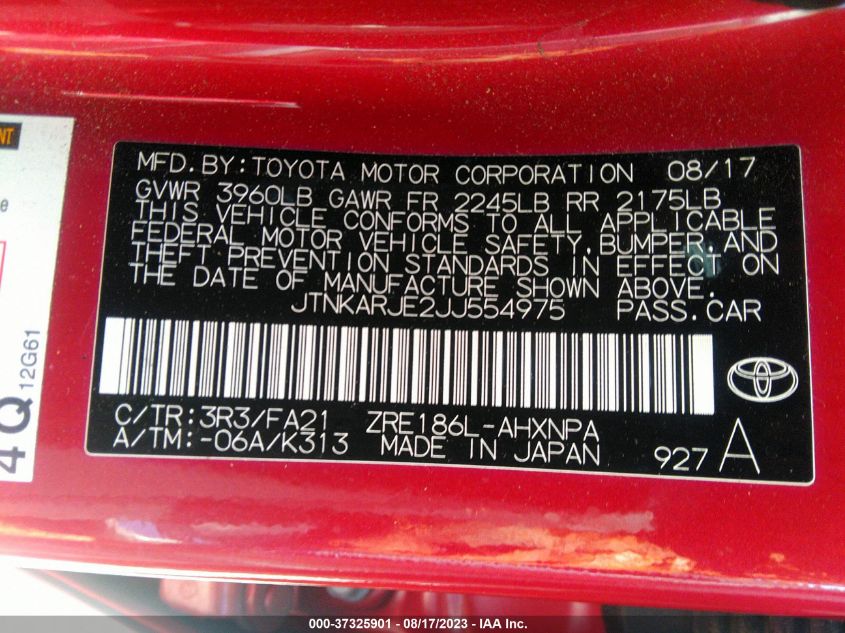 NT
e
4Q 12G61
MFD.BY:TOYOTA MOTOR CORPORATION 08/17
GVWR 3960LB GAWR FR 2245LB RR 2175LB
THIS VEHICLE CONFORMS TO ALL APPLICABLE
FEDERAL MOTOR VEHICLE SAFETY,BUMPER,AND
THEFT PREVENTION STANDARDS IN EFFECT ON
THE DATE OF MANUFACTURE SHOWN ABOVE.
JTNKARJE2JJ554975 PASS.CAR
C/TR:3R3/FA21 ZRE186L-AHXNPA
A/TM:-06A/K313 MADE IN JAPAN 927 A
000-37325901 - 08/17/2023 - IAA Inc.